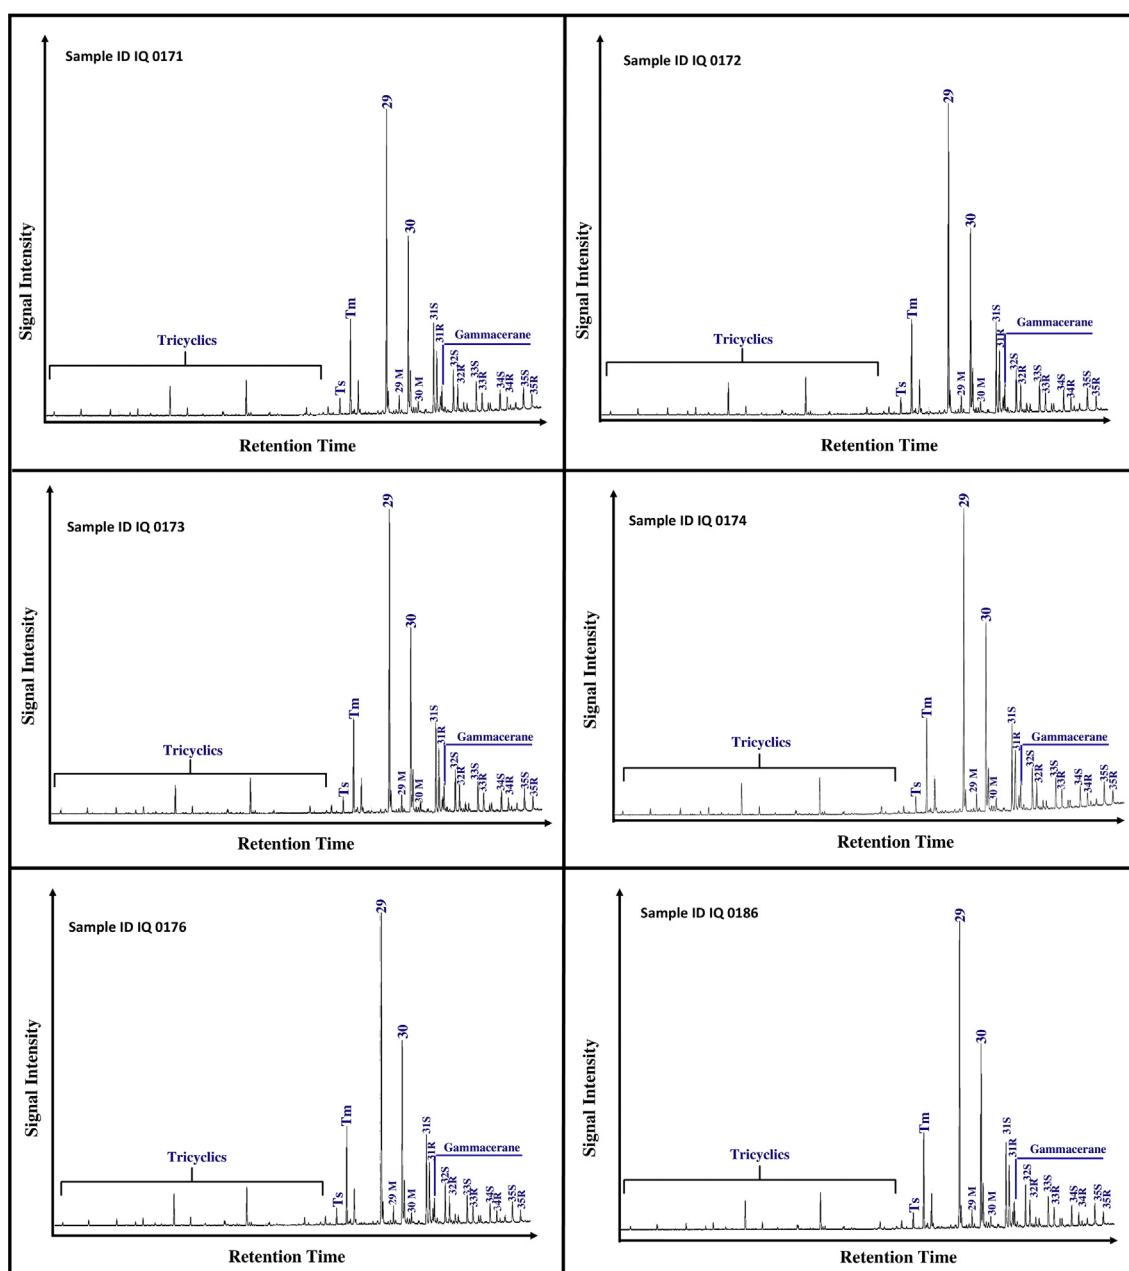 Sample ID IQ 0171
29
30
Tm
31S
31R
Gammacerane
Tricyclics
32S
32R
33S
33R
34S
34R
35S
35R
Ts
29 M
30 M
Signal Intensity
Retention Time
Sample ID IQ 0172
29
30
Tm
31S
31R
Gammacerane
Tricyclics
32S
32R
33S
33R
34S
34R
35S
35R
Ts
29 M
30 M
Signal Intensity
Retention Time
Sample ID IQ 0173
29
30
Tm
31S
31R
Gammacerane
Tricyclics
32S
32R
33S
33R
34S
34R
35S
35R
Ts
29 M
30 M
Signal Intensity
Retention Time
Sample ID IQ 0174
29
30
Tm
31S
31R
Gammacerane
Tricyclics
32S
32R
33S
33R
34S
34R
35S
35R
Ts
29 M
30 M
Signal Intensity
Retention Time
Sample ID IQ 0176
29
30
Tm
31S
31R
Gammacerane
Tricyclics
32S
32R
33S
33R
34S
34R
35S
35R
Ts
29 M
30 M
Signal Intensity
Retention Time
Sample ID IQ 0186
29
30
Tm
31S
31R
Gammacerane
Tricyclics
32S
32R
33S
33R
34S
34R
35S
35R
Ts
29 M
30 M
Signal Intensity
Retention Time